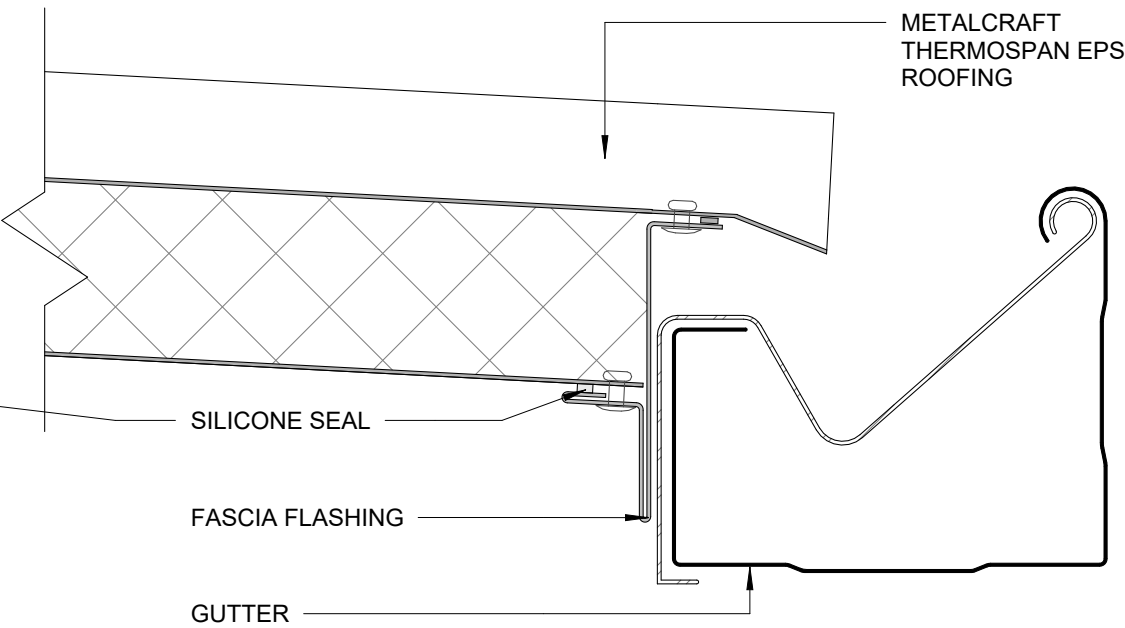 METALCRAFT
THERMOSPAN EPS
ROOFING
SILICONE SEAL
FASCIA FLASHING
GUTTER